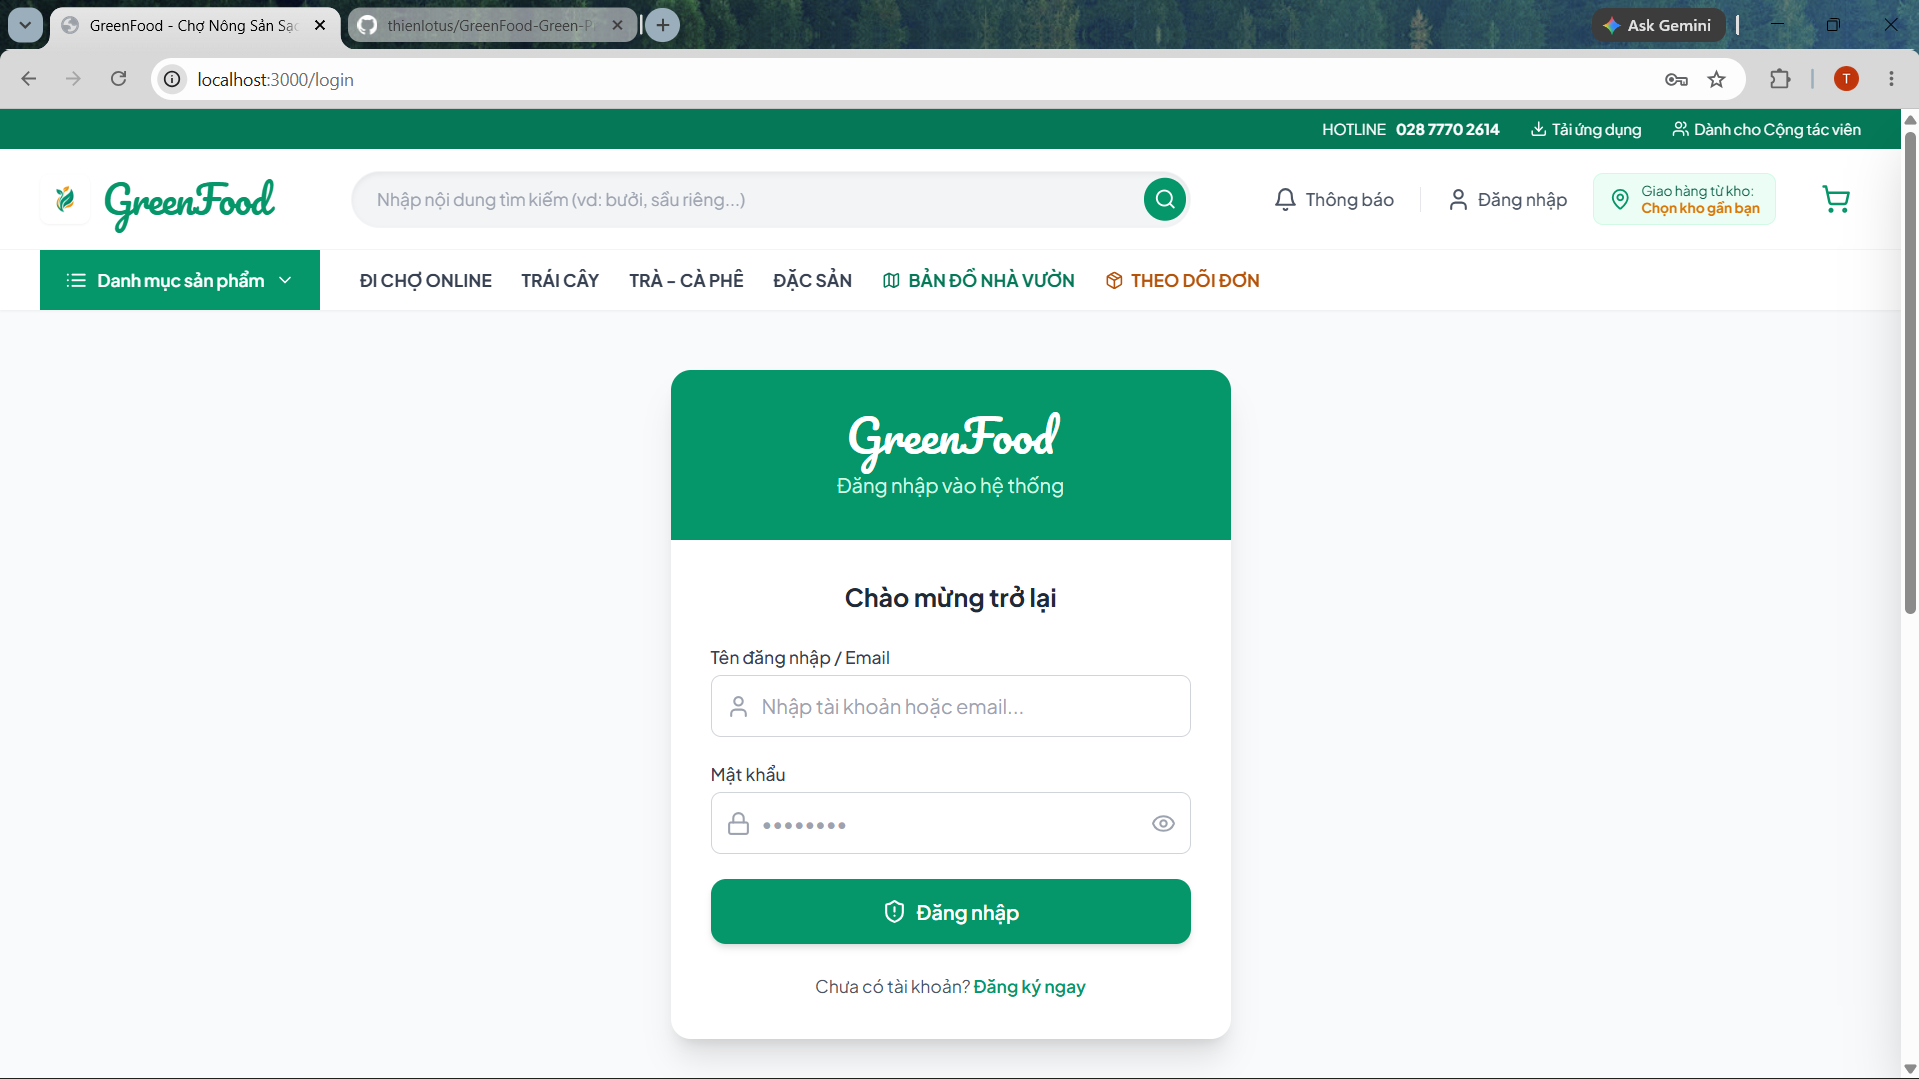 GreenFood - Chợ Nông Sản Sạc
thienlotus/GreenFood-Green-P
Ask Gemini
localhost:3000/login
T
HOTLINE 028 7770 2614
Tải ứng dụng
Dành cho Cộng tác viên
GreenFood
Nhập nội dung tìm kiếm (vd: bưởi, sầu riêng...)
Thông báo
Đăng nhập
Giao hàng từ kho:
Chọn kho gần bạn
Danh mục sản phẩm
ĐI CHỢ ONLINE
TRÁI CÂY
TRÀ - CÀ PHÊ
ĐẶC SẢN
BẢN ĐỒ NHÀ VƯỜN
THEO DÕI ĐƠN
GreenFood
Đăng nhập vào hệ thống
Chào mừng trở lại
Tên đăng nhập / Email
Nhập tài khoản hoặc email...
Mật khẩu
••••••••
Đăng nhập
Chưa có tài khoản? Đăng ký ngay